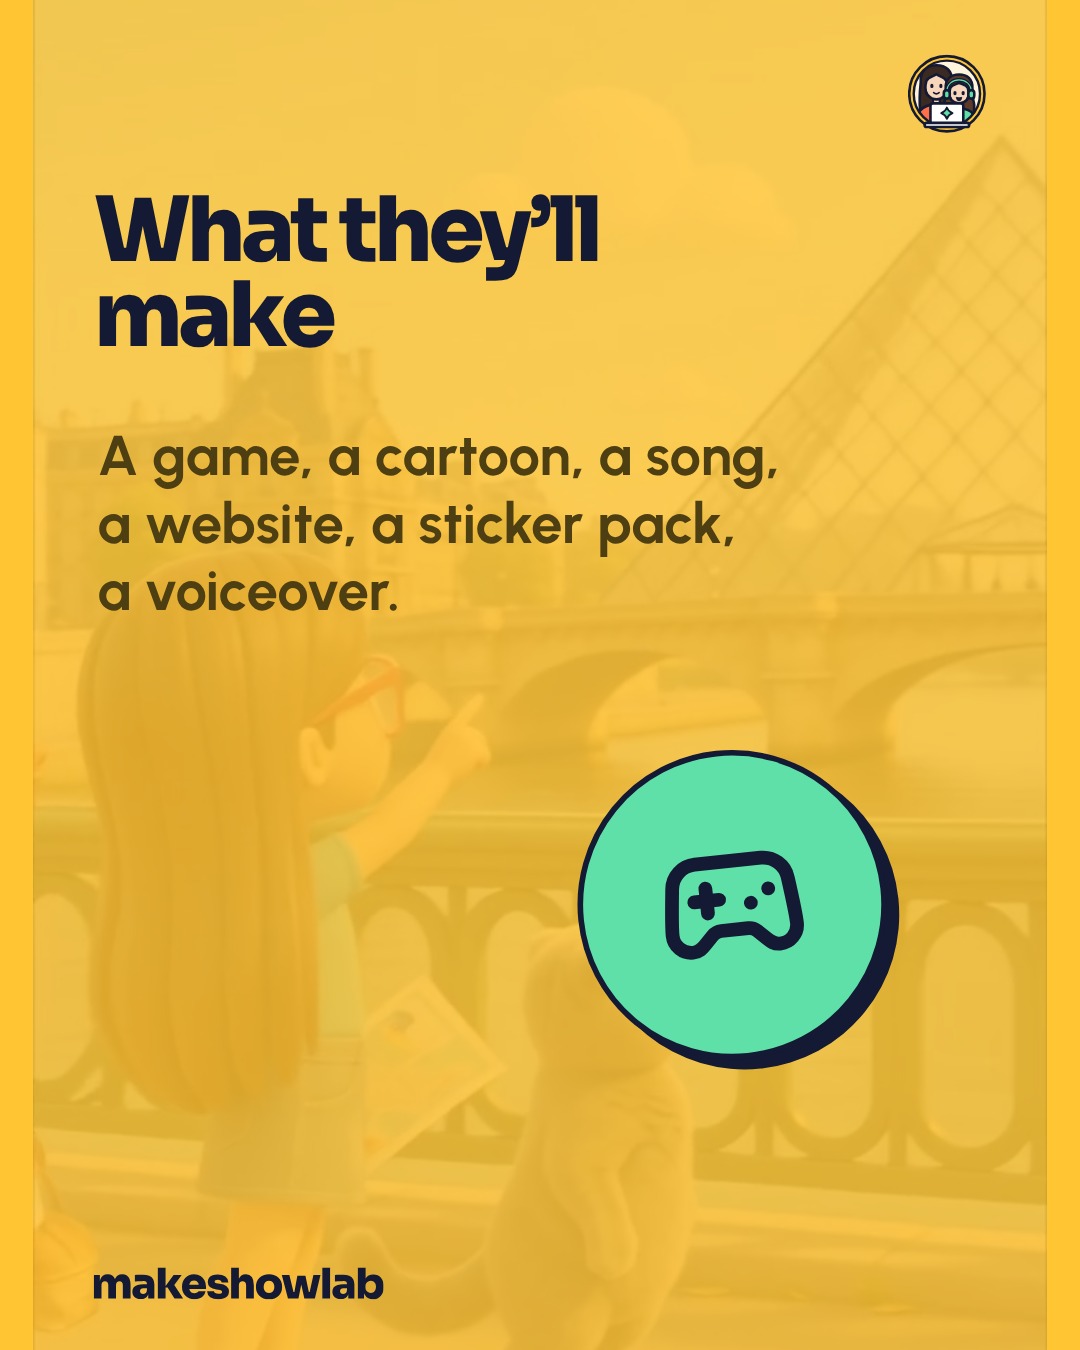 What they’ll
make
A game, a cartoon, a song,
a website, a sticker pack,
a voiceover.
makeshowlab